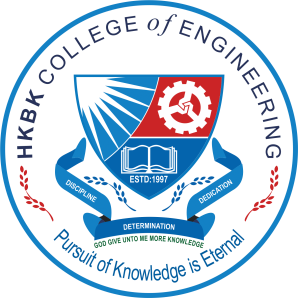 HKBK COLLEGE of ENGINEERING
ESTD:1997
DISCIPLINE
DEDICATION
DETERMINATION
GOD GIVE UNTO ME MORE KNOWLEDGE
Pursuit of Knowledge is Eternal